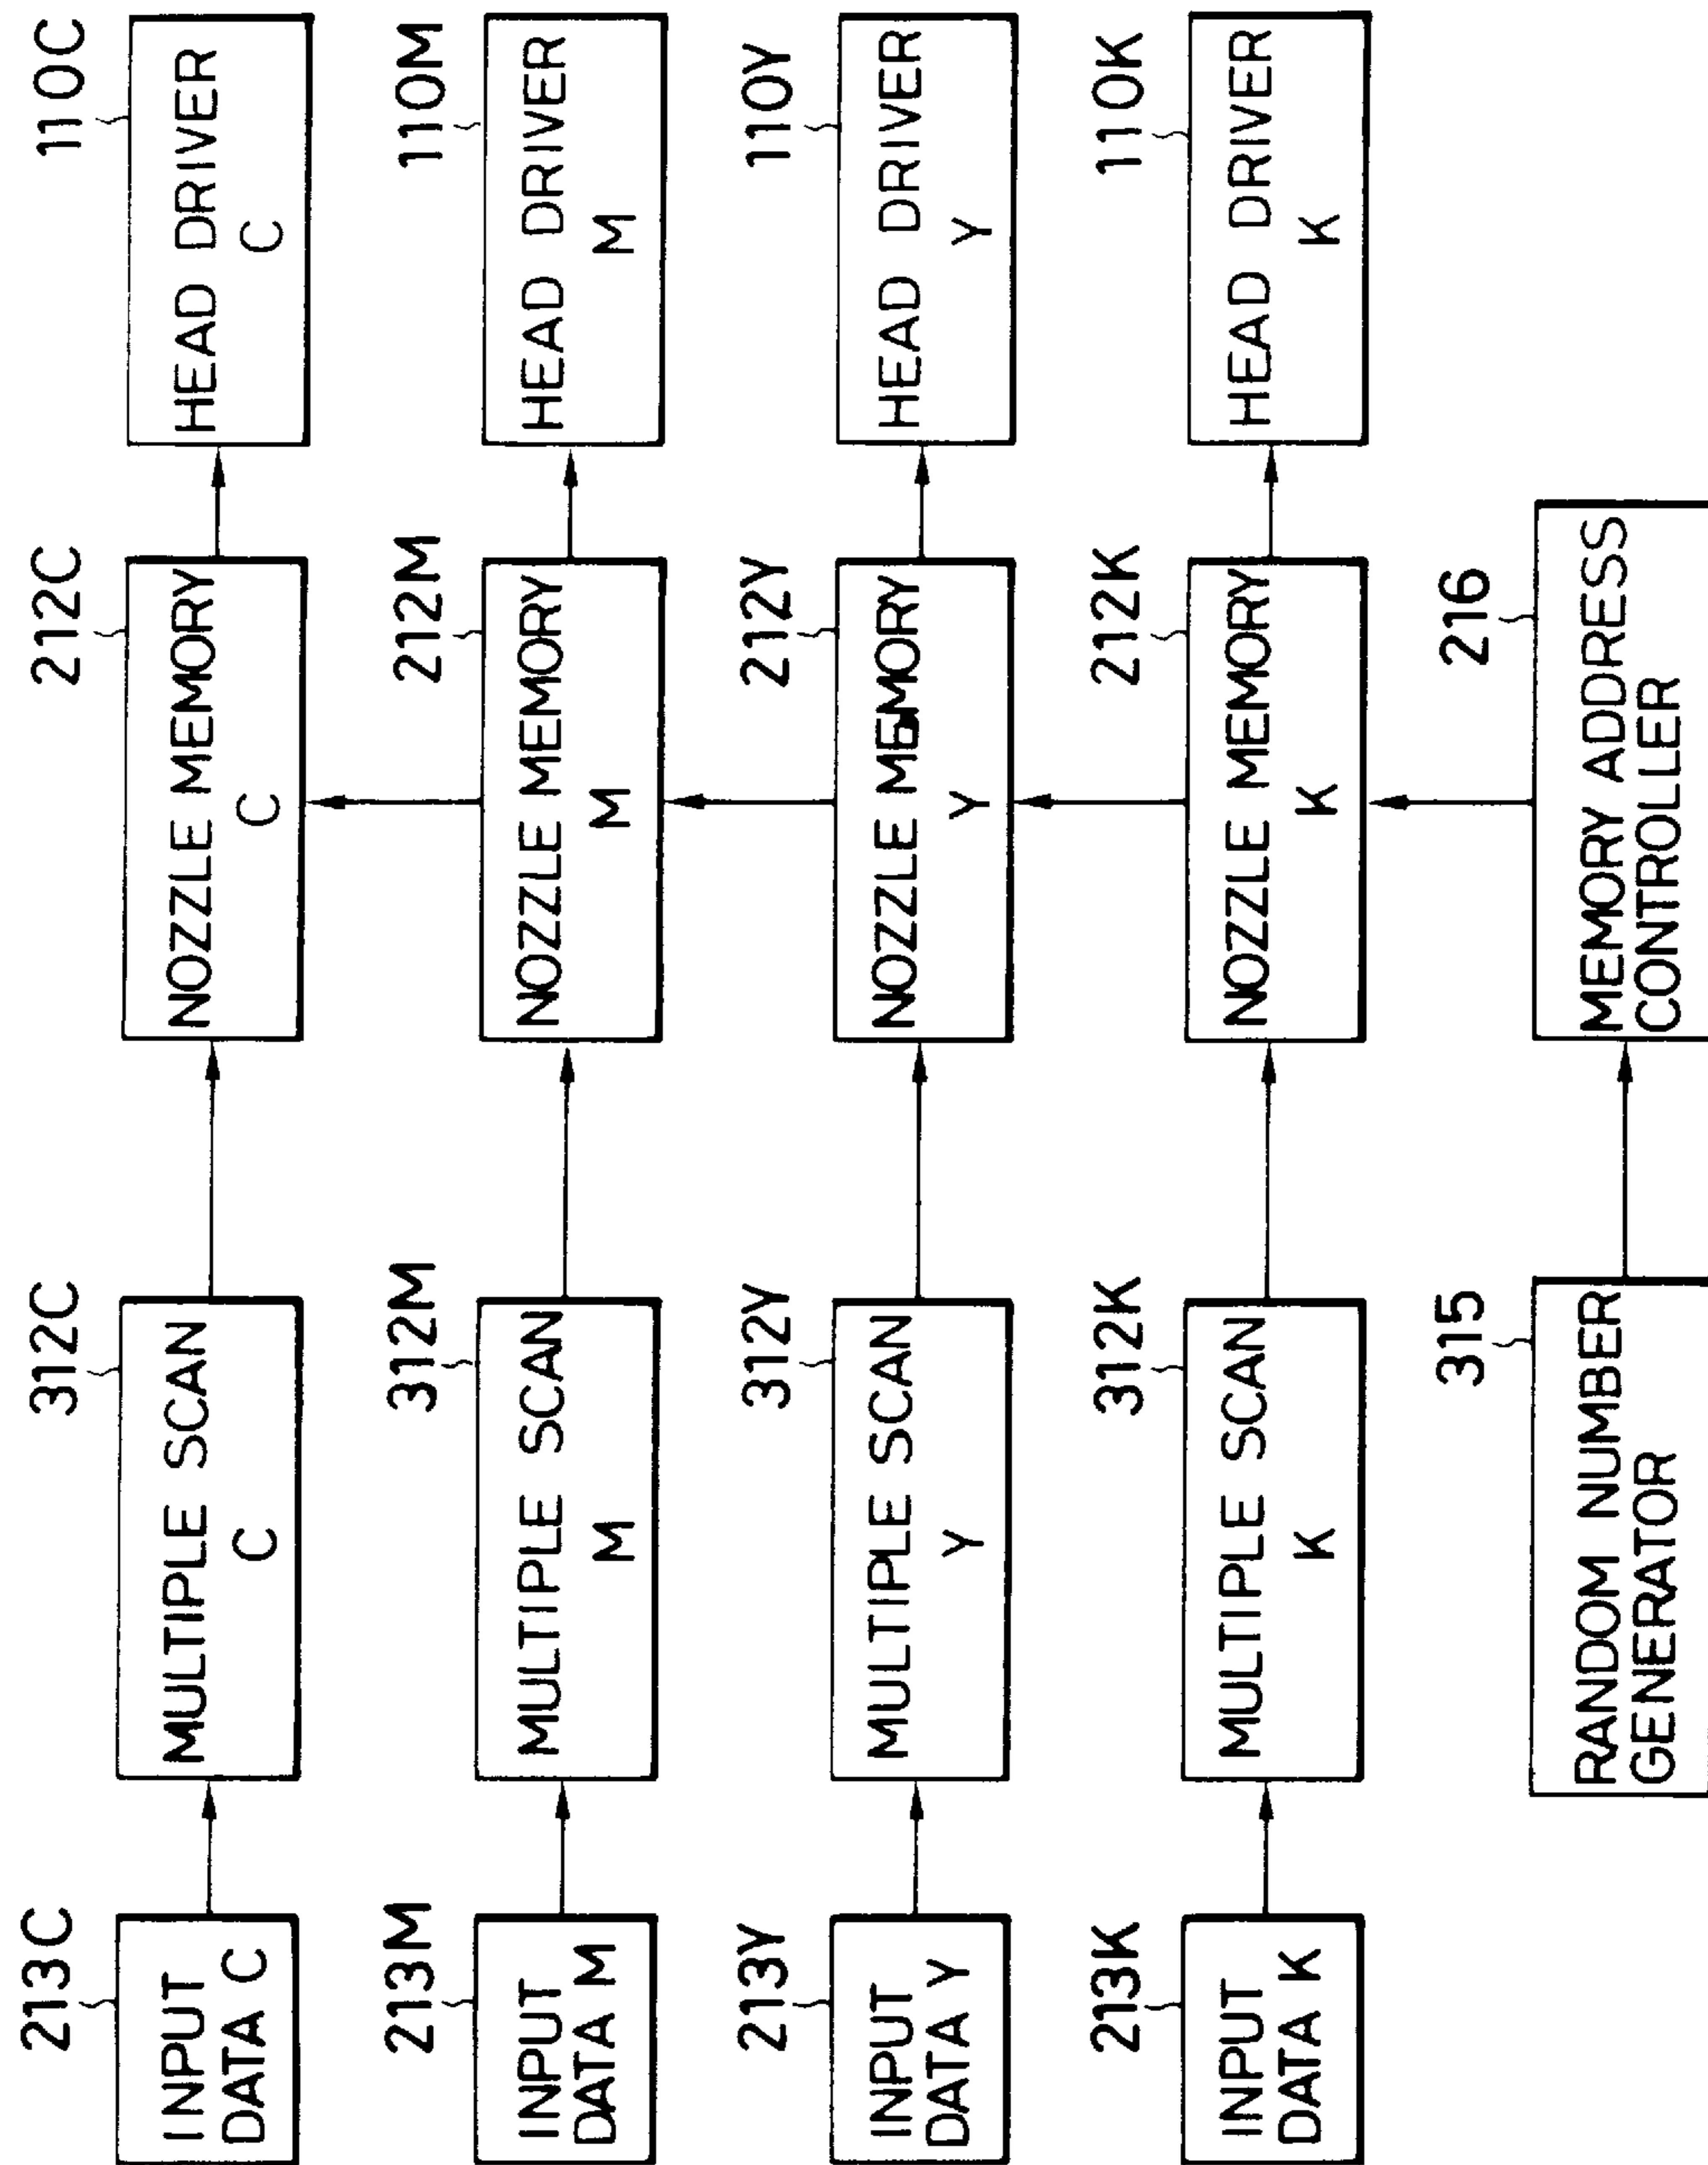 213C
INPUT
DATA C
312C
MULTIPLE SCAN
C
212C
NOZZLE MEMORY
C
110C
HEAD DRIVER
C
213M
INPUT
DATA M
312M
MULTIPLE SCAN
M
212M
NOZZLE MEMORY
M
110M
HEAD DRIVER
M
213Y
INPUT
DATA Y
312Y
MULTIPLE SCAN
Y
212Y
NOZZLE MEMORY
Y
110Y
HEAD DRIVER
Y
213K
INPUT
DATA K
312K
MULTIPLE SCAN
K
212K
NOZZLE MEMORY
K
110K
HEAD DRIVER
K
315
RANDOM NUMBER
GENERATOR
216
MEMORY ADDRESS
CONTROLLER